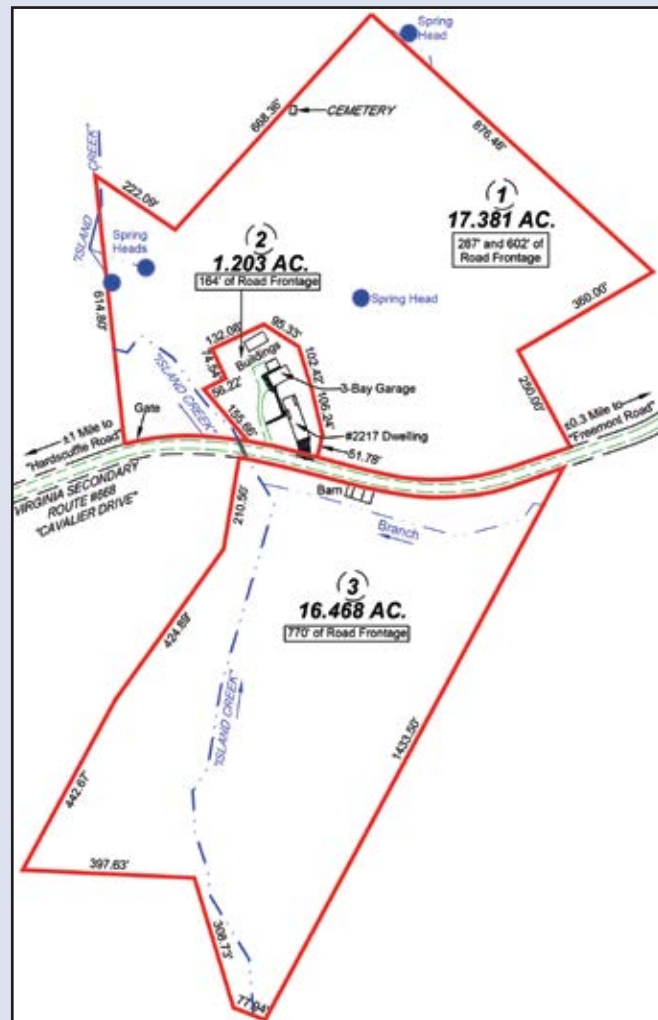 Spring
Head
668.36'
CEMETERY
876.46'
"ISLAND CREEK"
222.09'
(1)
17.381 AC.
287' and 602' of
Road Frontage
(2)
1.203 AC.
164' of Road Frontage
Spring
Heads
Spring Head
614.80'
360.00'
132.08'
95.33'
Buildings
74.54'
102.42'
56.22'
3-Bay Garage
106.24'
250.00'
"ISLAND CREEK"
155.66'
#2217 Dwelling
51.78'
Gate
±1 Mile to
"Hardscuffle Road"
±0.3 Mile to
"Freemont Road"
VIRGINIA SECONDARY
ROUTE #668
"CAVALIER DRIVE"
Barn
Branch
210.50'
(3)
16.468 AC.
770' of Road Frontage
424.89'
"ISLAND CREEK"
1433.50'
442.67'
397.63'
308.73'
77.94'